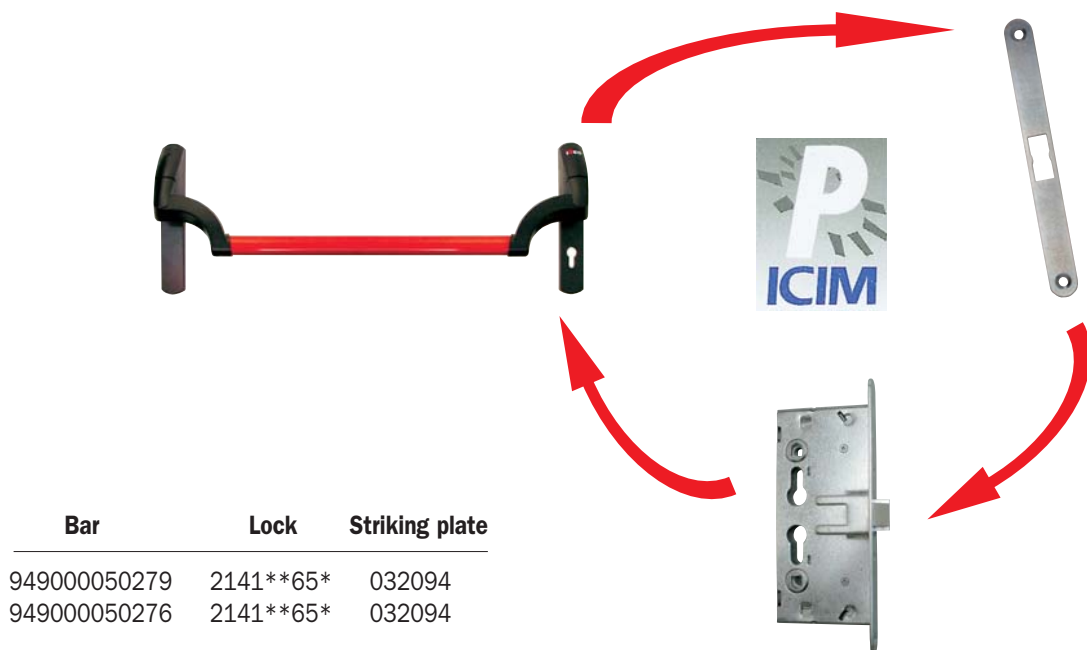 P
ICIM
Bar Lock Striking plate
949000050279 2141**65* 032094
949000050276 2141**65* 032094